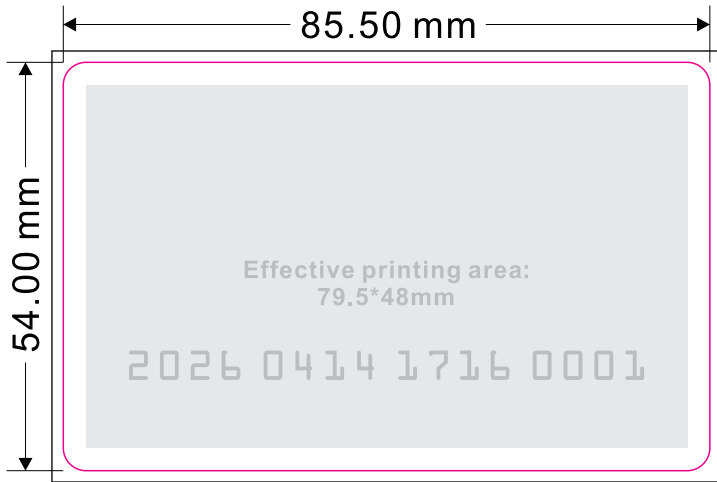 85.50 mm
54.00 mm
Effective printing area:
79.5*48mm
2026 0414 1716 0001